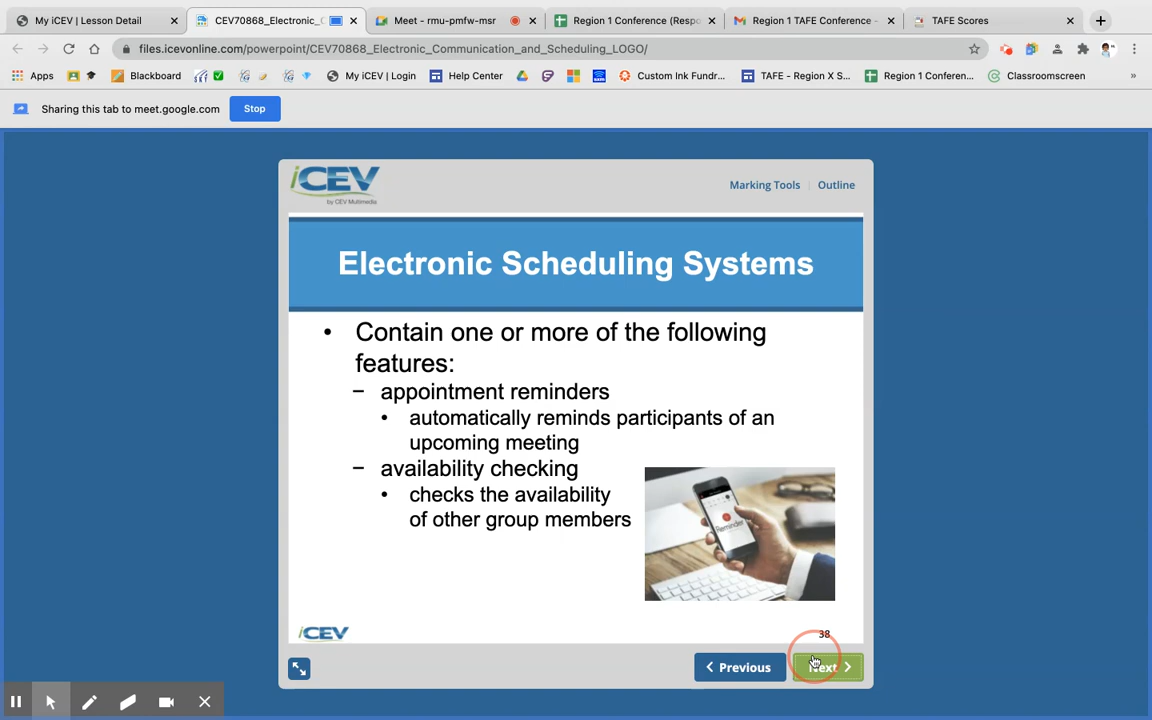 My iCEV | Lesson Detail
CEV70868_Electronic_C
Meet - rmu-pmfw-msr
Region 1 Conference (Respo
Region 1 TAFE Conference -
TAFE Scores
files.icevonline.com/powerpoint/CEV70868_Electronic_Communication_and_Scheduling_LOGO/
Apps
Blackboard
My iCEV | Login
Help Center
Custom Ink Fundr...
TAFE - Region X S...
Region 1 Conferen...
Classroomscreen
»
Sharing this tab to meet.google.com
Stop
iCEV
by CEV Multimedia
Marking Tools | Outline
Electronic Scheduling Systems
• Contain one or more of the following
features:
– appointment reminders
• automatically reminds participants of an
upcoming meeting
– availability checking
• checks the availability
of other group members
Reminder
iCEV
38
Previous
Next